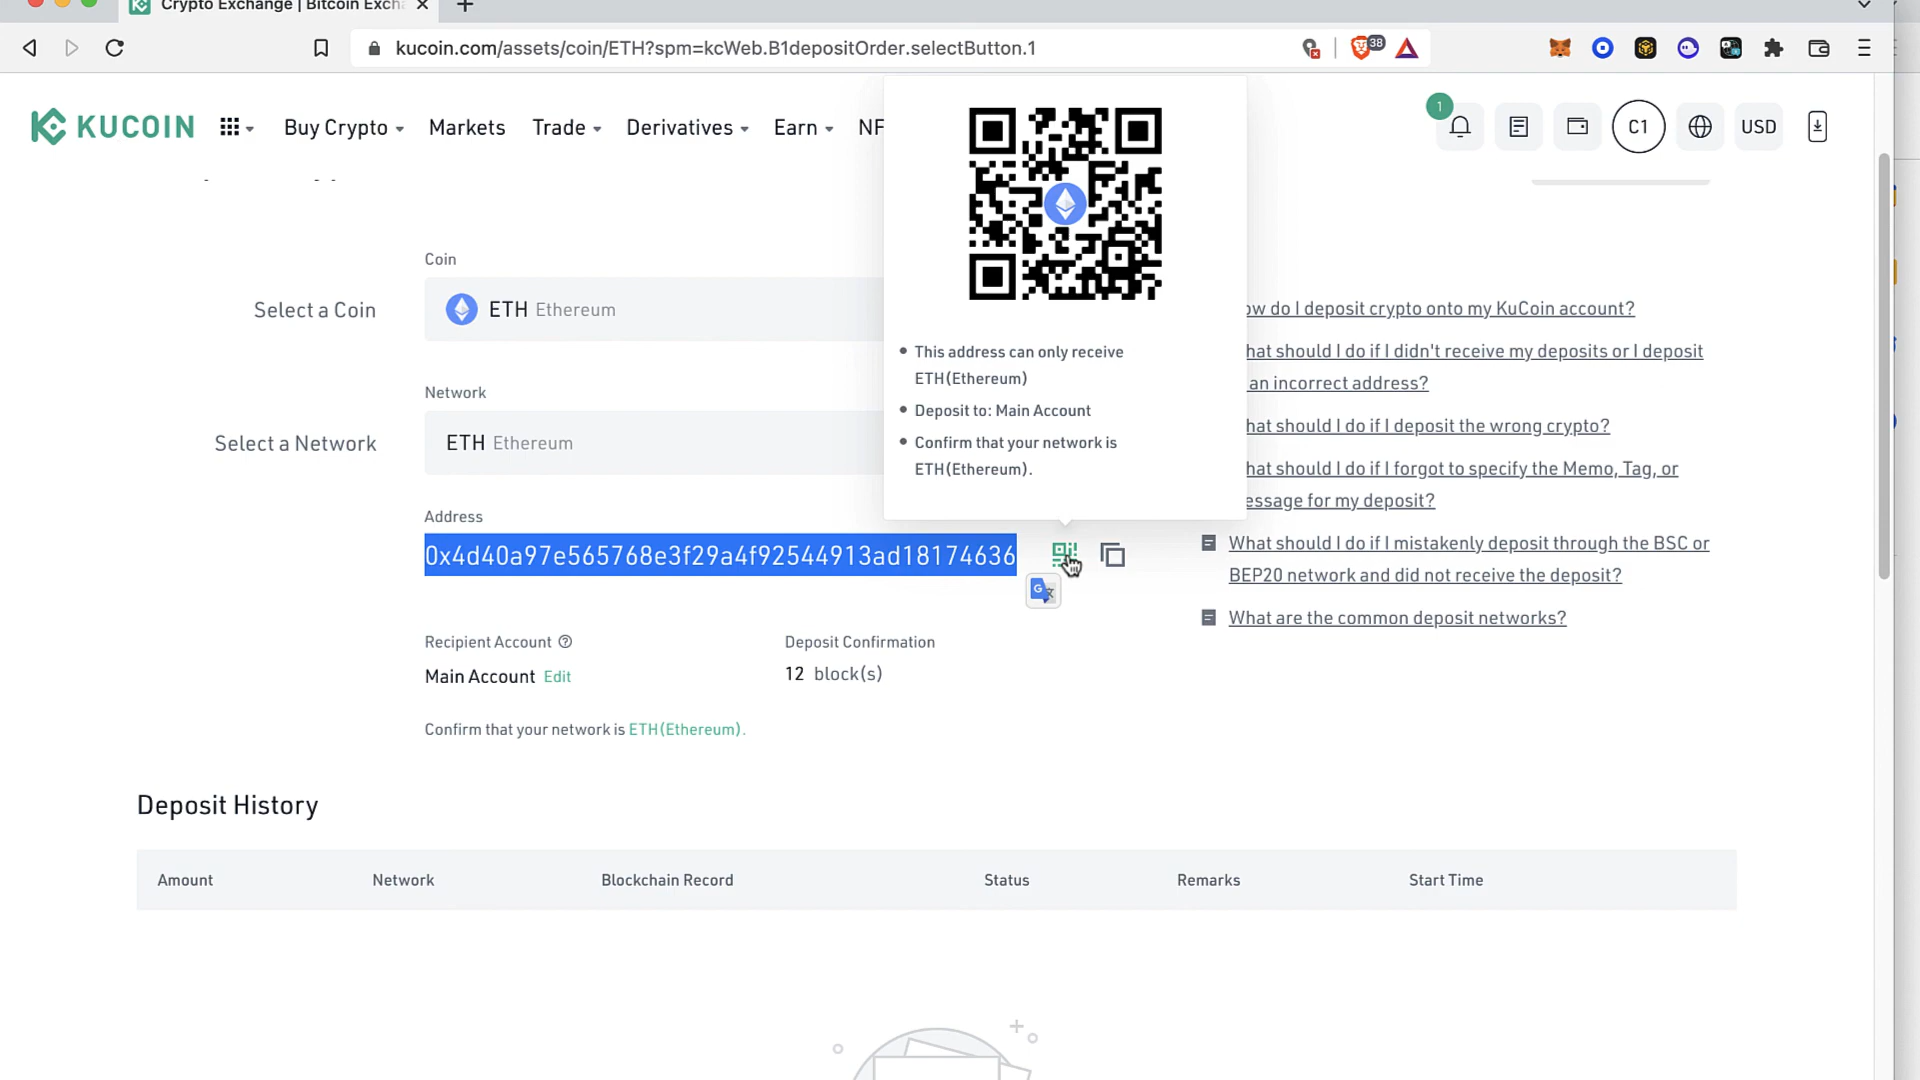 Crypto Exchange | Bitcoin Exch
kucoin.com/assets/coin/ETH?spm=kcWeb.B1depositOrder.selectButton.1
38
KUCOIN
Buy Crypto
Markets
Trade
Derivatives
Earn
NF
1
C1
USD
Coin
Select a Coin
ETH Ethereum
Network
Select a Network
ETH Ethereum
Address
0x4d40a97e565768e3f29a4f92544913ad18174636
This address can only receive
ETH(Ethereum)
Deposit to: Main Account
Confirm that your network is
ETH(Ethereum).
ow do I deposit crypto onto my KuCoin account?
hat should I do if I didn't receive my deposits or I deposit
an incorrect address?
hat should I do if I deposit the wrong crypto?
hat should I do if I forgot to specify the Memo, Tag, or
essage for my deposit?
What should I do if I mistakenly deposit through the BSC or
BEP20 network and did not receive the deposit?
What are the common deposit networks?
Recipient Account
Main Account Edit
Deposit Confirmation
12 block(s)
Confirm that your network is ETH(Ethereum).
Deposit History
Amount
Network
Blockchain Record
Status
Remarks
Start Time